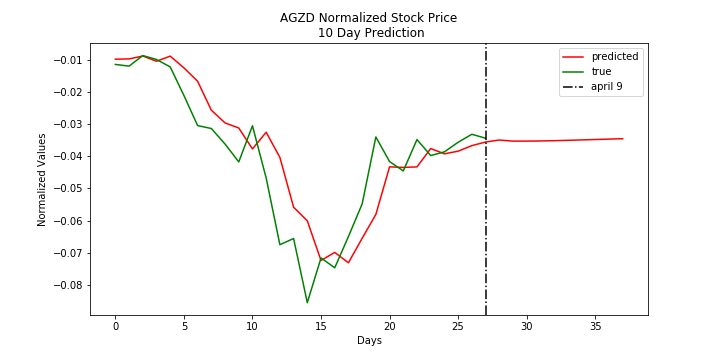 AGZD Normalized Stock Price
10 Day Prediction
predicted
true
april 9
Normalized Values
−0.01
−0.02
−0.03
−0.04
−0.05
−0.06
−0.07
−0.08
0 5 10 15 20 25 30 35
Days